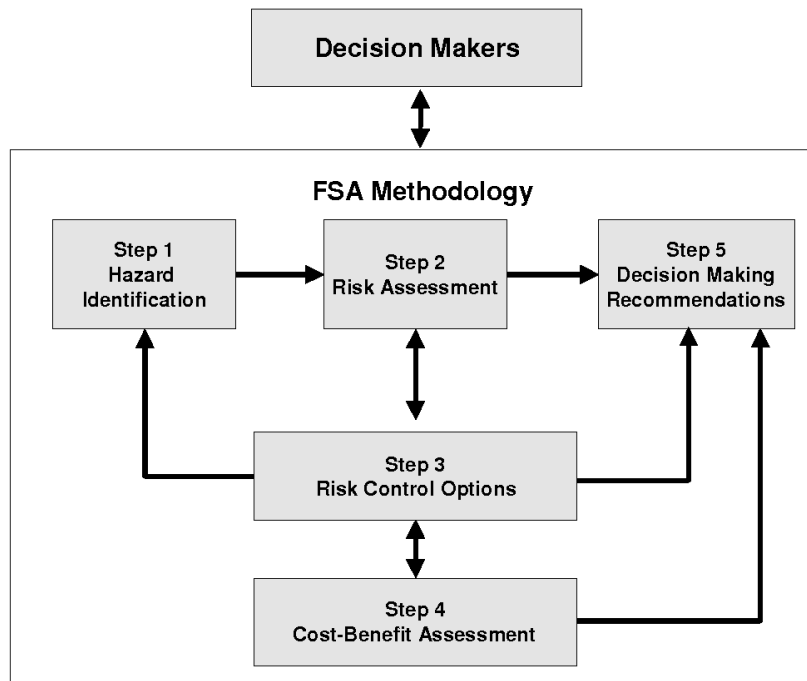 Decision Makers
FSA Methodology
Step 1
Hazard
Identification
Step 2
Risk Assessment
Step 5
Decision Making
Recommendations
Step 3
Risk Control Options
Step 4
Cost-Benefit Assessment